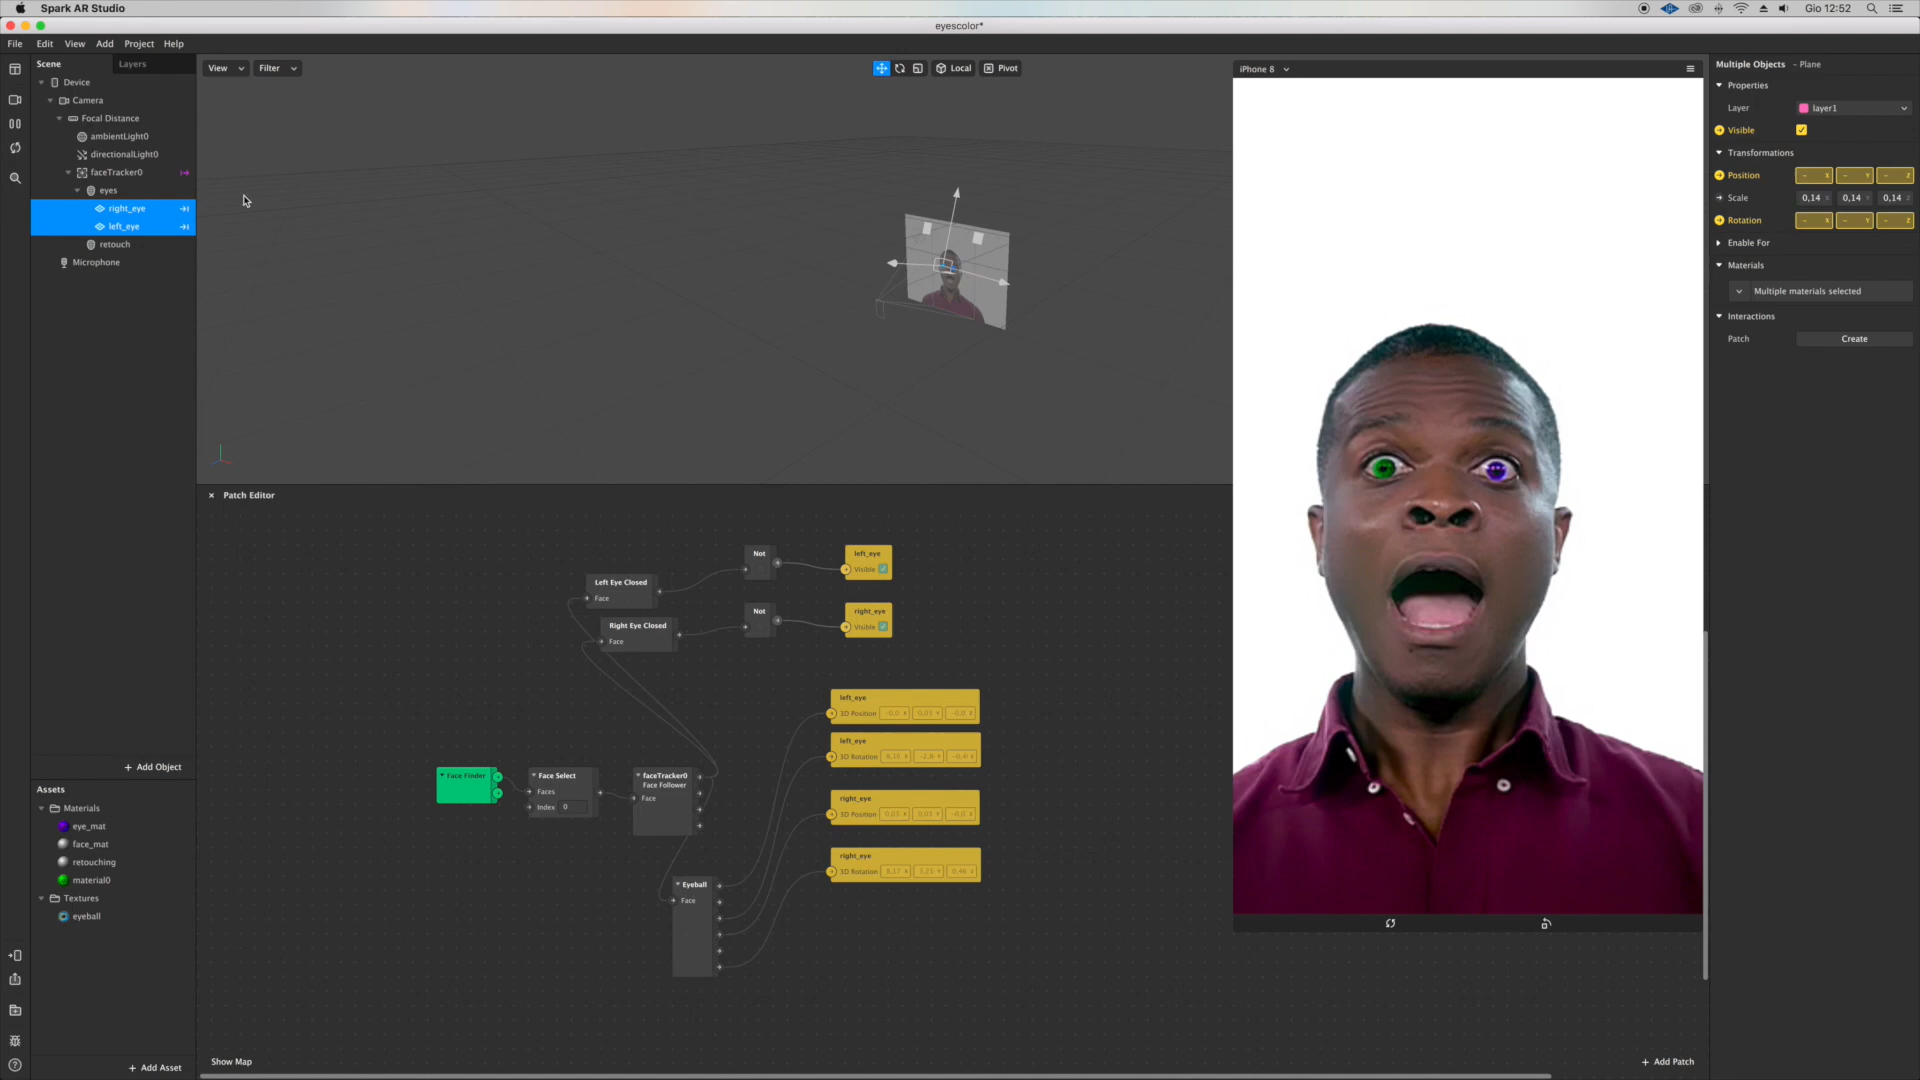 Spark AR Studio
Gio 12:52
eyescolor*
File Edit View Add Project Help
Scene Layers
Device
Camera
Focal Distance
ambientLight0
directionalLight0
faceTracker0
eyes
right_eye
left_eye
retouch
Microphone
+ Add Object
Assets
Materials
eye_mat
face_mat
retouching
material0
Textures
eyeball
+ Add Asset
View Filter
Local Pivot
Patch Editor
Not
left_eye
Visible
Left Eye Closed
Face
Not
right_eye
Visible
Right Eye Closed
Face
left_eye
3D Position
left_eye
3D Rotation
right_eye
3D Position
right_eye
3D Rotation
Face Finder
Face Select
Faces
Index 0
faceTracker0
Face Follower
Face
Eyeball
Face
Show Map
+ Add Patch
iPhone 8
Multiple Objects - Plane
Properties
Layer layer1
Visible
Transformations
Position - X - Y - Z
Scale 0,14 X 0,14 Y 0,14 Z
Rotation - X - Y - Z
Enable For
Materials
Multiple materials selected
Interactions
Patch Create